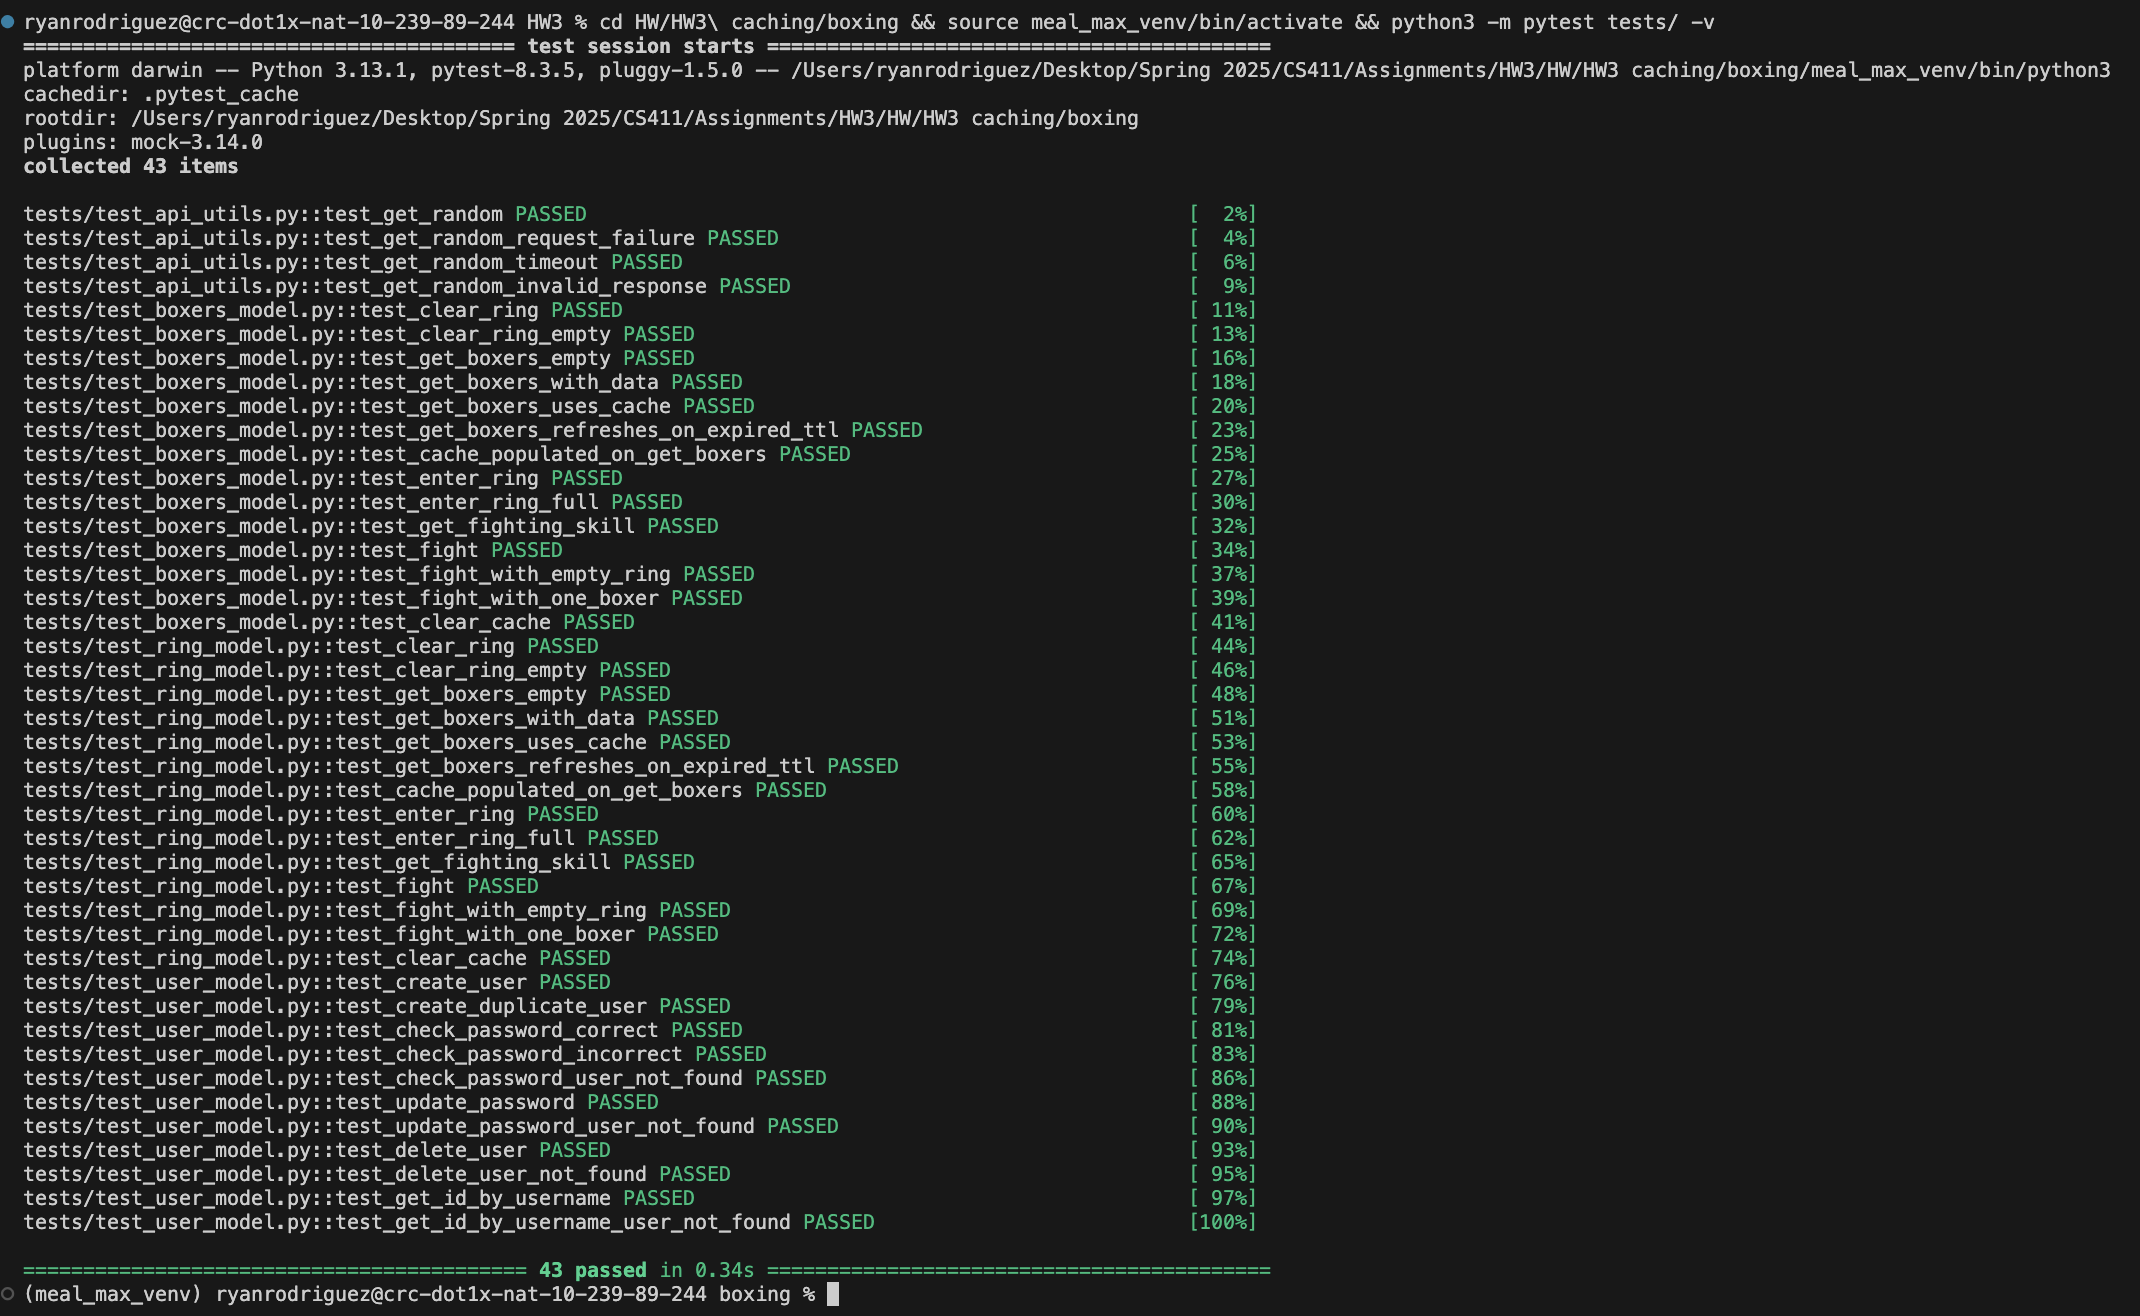 ryanrodriguez@crc-dot1x-nat-10-239-89-244 HW3 % cd HW/HW3\ caching/boxing && source meal_max_venv/bin/activate && python3 -m pytest tests/ -v
========================================= test session starts ==========================================
platform darwin -- Python 3.13.1, pytest-8.3.5, pluggy-1.5.0 -- /Users/ryanrodriguez/Desktop/Spring 2025/CS411/Assignments/HW3/HW/HW3 caching/boxing/meal_max_venv/bin/python3
cachedir: .pytest_cache
rootdir: /Users/ryanrodriguez/Desktop/Spring 2025/CS411/Assignments/HW3/HW/HW3 caching/boxing
plugins: mock-3.14.0
collected 43 items
tests/test_api_utils.py::test_get_random PASSED [  2%]
tests/test_api_utils.py::test_get_random_request_failure PASSED [  4%]
tests/test_api_utils.py::test_get_random_timeout PASSED [  6%]
tests/test_api_utils.py::test_get_random_invalid_response PASSED [  9%]
tests/test_boxers_model.py::test_clear_ring PASSED [ 11%]
tests/test_boxers_model.py::test_clear_ring_empty PASSED [ 13%]
tests/test_boxers_model.py::test_get_boxers_empty PASSED [ 16%]
tests/test_boxers_model.py::test_get_boxers_with_data PASSED [ 18%]
tests/test_boxers_model.py::test_get_boxers_uses_cache PASSED [ 20%]
tests/test_boxers_model.py::test_get_boxers_refreshes_on_expired_ttl PASSED [ 23%]
tests/test_boxers_model.py::test_cache_populated_on_get_boxers PASSED [ 25%]
tests/test_boxers_model.py::test_enter_ring PASSED [ 27%]
tests/test_boxers_model.py::test_enter_ring_full PASSED [ 30%]
tests/test_boxers_model.py::test_get_fighting_skill PASSED [ 32%]
tests/test_boxers_model.py::test_fight PASSED [ 34%]
tests/test_boxers_model.py::test_fight_with_empty_ring PASSED [ 37%]
tests/test_boxers_model.py::test_fight_with_one_boxer PASSED [ 39%]
tests/test_boxers_model.py::test_clear_cache PASSED [ 41%]
tests/test_ring_model.py::test_clear_ring PASSED [ 44%]
tests/test_ring_model.py::test_clear_ring_empty PASSED [ 46%]
tests/test_ring_model.py::test_get_boxers_empty PASSED [ 48%]
tests/test_ring_model.py::test_get_boxers_with_data PASSED [ 51%]
tests/test_ring_model.py::test_get_boxers_uses_cache PASSED [ 53%]
tests/test_ring_model.py::test_get_boxers_refreshes_on_expired_ttl PASSED [ 55%]
tests/test_ring_model.py::test_cache_populated_on_get_boxers PASSED [ 58%]
tests/test_ring_model.py::test_enter_ring PASSED [ 60%]
tests/test_ring_model.py::test_enter_ring_full PASSED [ 62%]
tests/test_ring_model.py::test_get_fighting_skill PASSED [ 65%]
tests/test_ring_model.py::test_fight PASSED [ 67%]
tests/test_ring_model.py::test_fight_with_empty_ring PASSED [ 69%]
tests/test_ring_model.py::test_fight_with_one_boxer PASSED [ 72%]
tests/test_ring_model.py::test_clear_cache PASSED [ 74%]
tests/test_user_model.py::test_create_user PASSED [ 76%]
tests/test_user_model.py::test_create_duplicate_user PASSED [ 79%]
tests/test_user_model.py::test_check_password_correct PASSED [ 81%]
tests/test_user_model.py::test_check_password_incorrect PASSED [ 83%]
tests/test_user_model.py::test_check_password_user_not_found PASSED [ 86%]
tests/test_user_model.py::test_update_password PASSED [ 88%]
tests/test_user_model.py::test_update_password_user_not_found PASSED [ 90%]
tests/test_user_model.py::test_delete_user PASSED [ 93%]
tests/test_user_model.py::test_delete_user_not_found PASSED [ 95%]
tests/test_user_model.py::test_get_id_by_username PASSED [ 97%]
tests/test_user_model.py::test_get_id_by_username_user_not_found PASSED [100%]
========================================== 43 passed in 0.34s ==========================================
(meal_max_venv) ryanrodriguez@crc-dot1x-nat-10-239-89-244 boxing %